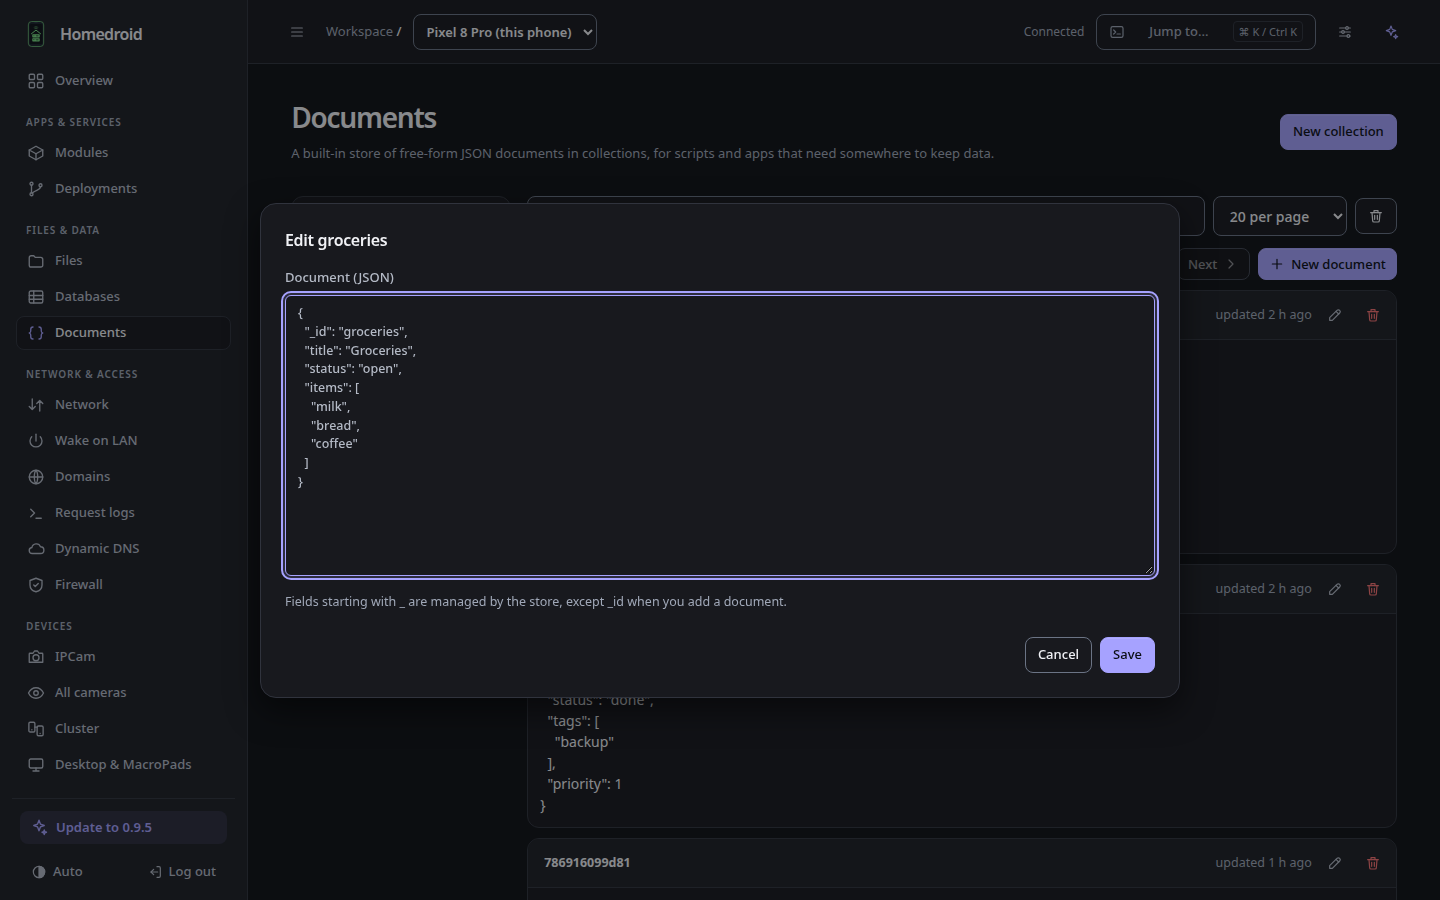 Homedroid
Workspace /
Pixel 8 Pro (this phone)
Connected
Jump to...
⌘ K / Ctrl K
Overview
APPS & SERVICES
Modules
Deployments
FILES & DATA
Files
Databases
Documents
NETWORK & ACCESS
Network
Wake on LAN
Domains
Request logs
Dynamic DNS
Firewall
DEVICES
IPCam
All cameras
Cluster
Desktop & MacroPads
Update to 0.9.5
Auto
Log out
Documents
A built-in store of free-form JSON documents in collections, for scripts and apps that need somewhere to keep data.
New collection
20 per page
Next
New document
updated 2 h ago
Edit groceries
Document (JSON)
{
"_id": "groceries",
"title": "Groceries",
"status": "open",
"items": [
"milk",
"bread",
"coffee"
]
}
Fields starting with _ are managed by the store, except _id when you add a document.
Cancel
Save
updated 2 h ago
"status": "done",
"tags": [
"backup"
],
"priority": 1
}
786916099d81
updated 1 h ago